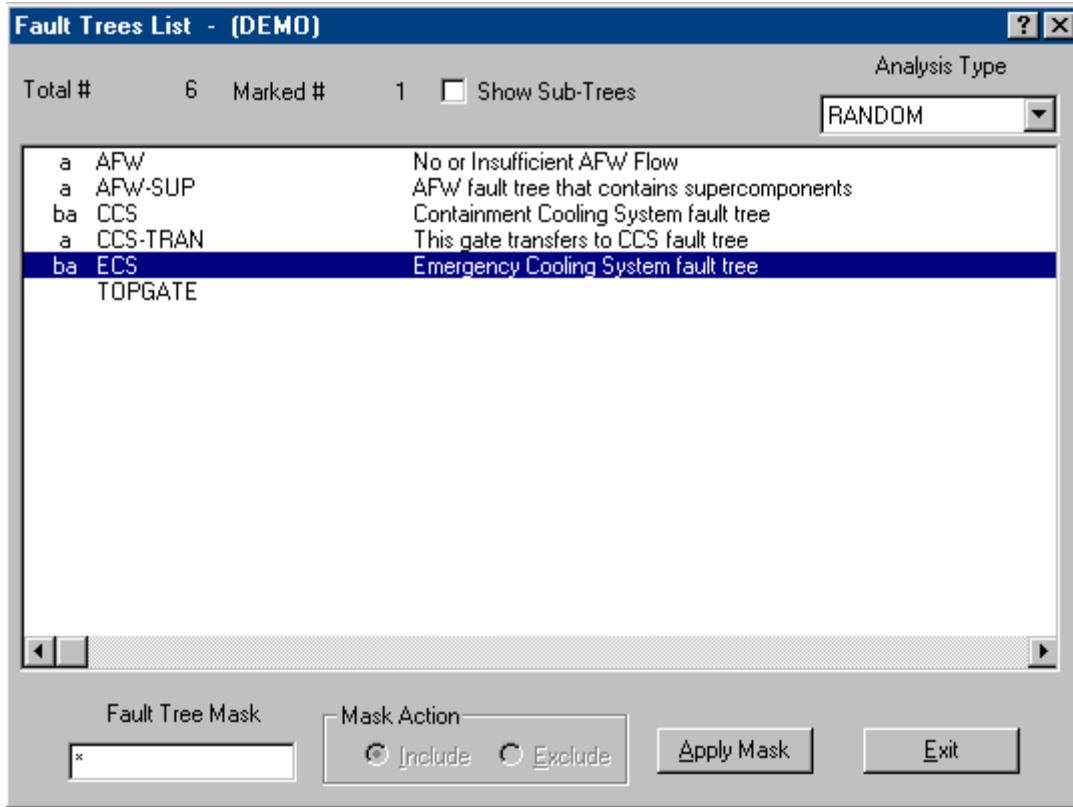 Fault Trees List - (DEMO)
Analysis Type
Total # 6 Marked # 1 Show Sub-Trees
RANDOM
a AFW No or Insufficient AFW Flow
a AFW-SUP AFW fault tree that contains supercomponents
ba CCS Containment Cooling System fault tree
a CCS-TRAN This gate transfers to CCS fault tree
ba ECS Emergency Cooling System fault tree
TOPGATE
Fault Tree Mask
Mask Action
* Include Exclude Apply Mask Exit